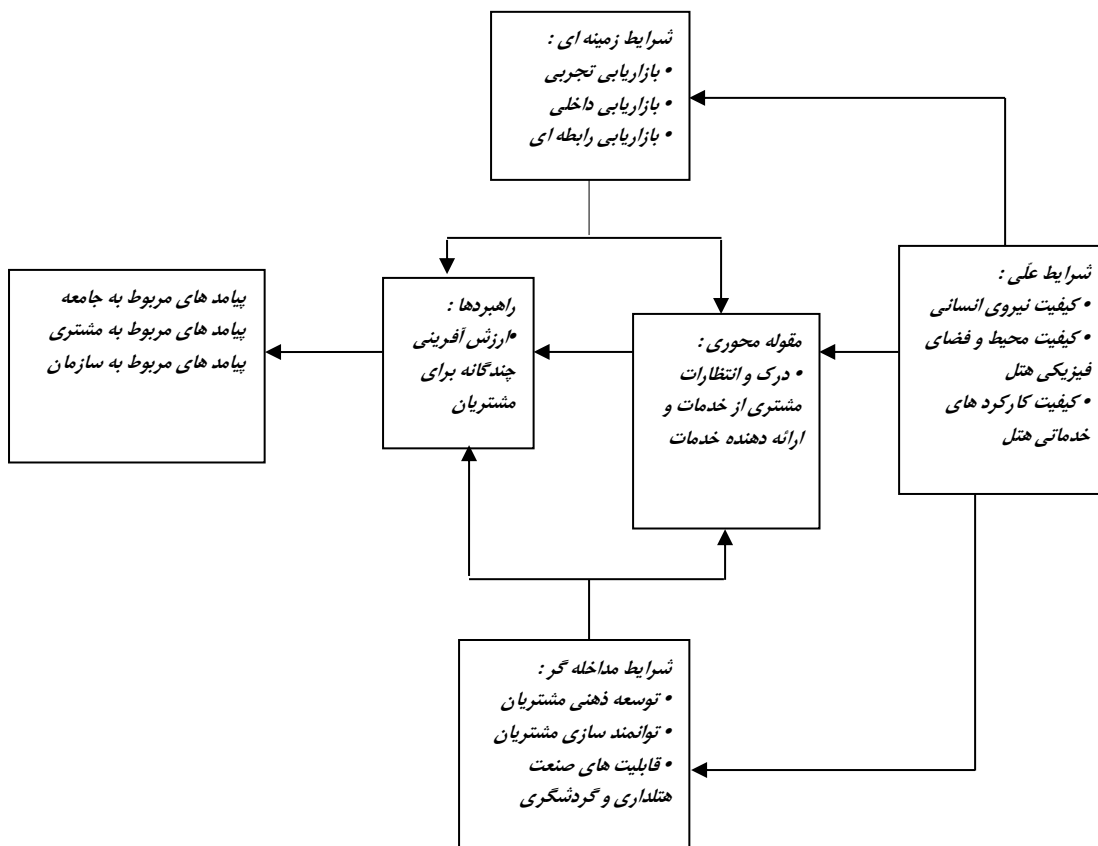 شرایط زمینه ای :
• بازاریابی تجربی
• بازاریابی داخلی
• بازاریابی رابطه ای
شرایط علّی :
• کیفیت نیروی انسانی
• کیفیت محیط و فضای
فیزیکی هتل
• کیفیت کارکرد های
خدماتی هتل
مقوله محوری :
• درک و انتظارات
مشتری از خدمات و
ارائه دهنده خدمات
راهبردها :
•ارزش آفرینی
چندگانه برای
مشتریان
پیامد های مربوط به جامعه
پیامد های مربوط به مشتری
پیامد های مربوط به سازمان
شرایط مداخله گر :
• توسعه ذهنی مشتریان
• توانمند سازی مشتریان
• قابلیت های صنعت
هتلداری و گردشگری